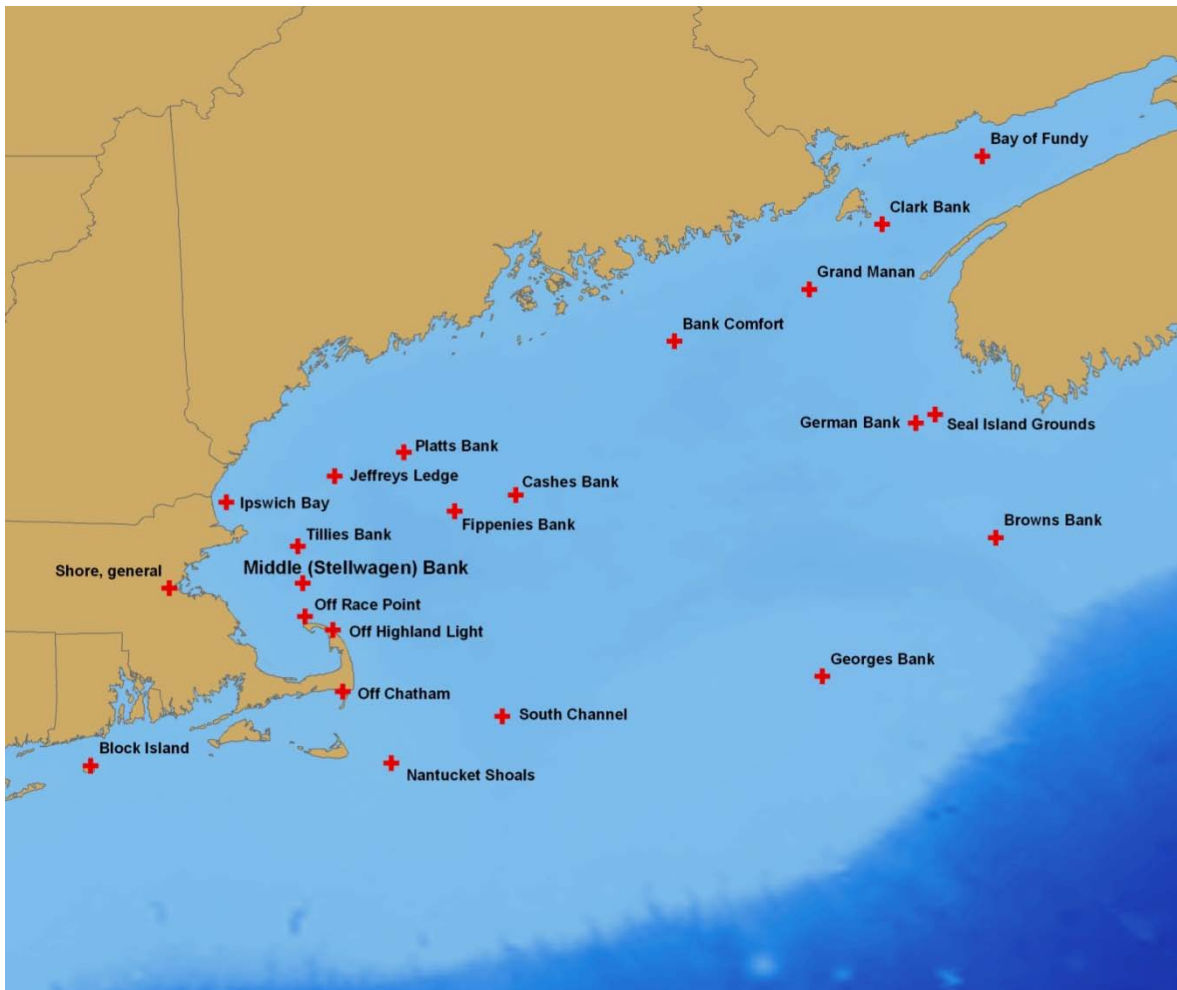 Bay of Fundy
Clark Bank
Grand Manan
Bank Comfort
German Bank
Seal Island Grounds
Platts Bank
Jeffreys Ledge
Cashes Bank
Ipswich Bay
Fippenies Bank
Browns Bank
Tillies Bank
Middle (Stellwagen) Bank
Shore, general
Off Race Point
Off Highland Light
Georges Bank
Off Chatham
South Channel
Block Island
Nantucket Shoals